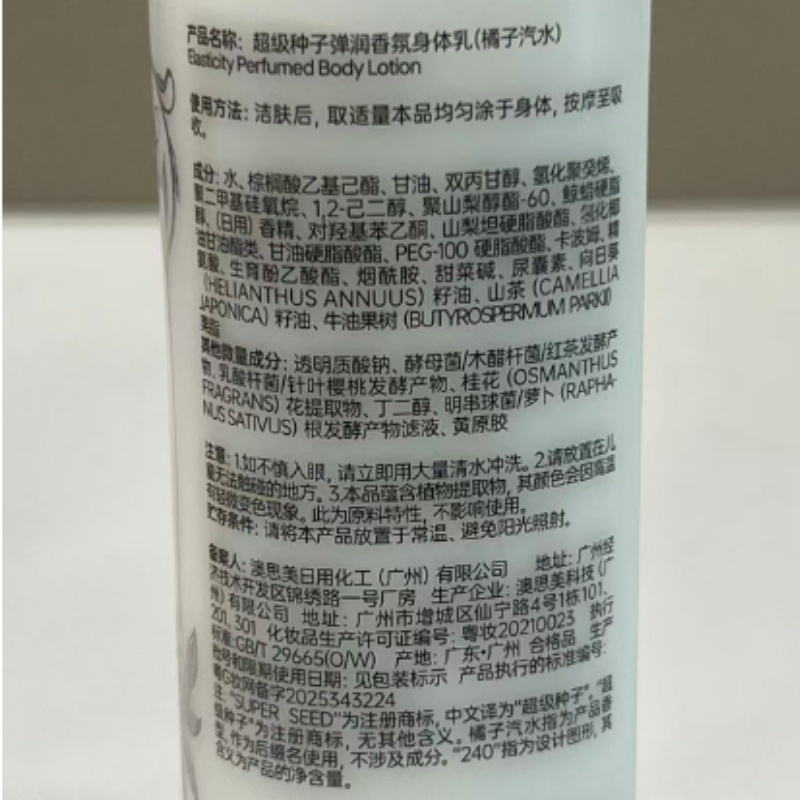 产品名称：超级种子弹润香氛身体乳(橘子汽水)
Elasticity Perfumed Body Lotion
使用方法：洁肤后，取适量本品均匀涂于身体，按摩至吸
收。
成分：水、棕榈酸乙基己酯、甘油、双丙甘醇、氢化聚癸烯、
聚二甲基硅氧烷、1,2-己二醇、聚山梨醇酯-60、鲸蜡硬脂
醇、(日用)香精、对羟基苯乙酮、山梨坦硬脂酸酯、氢化椰
油甘油酯类、甘油硬脂酸酯、PEG-100 硬脂酸酯、卡波姆、精
氨酸、生育酚乙酸酯、烟酰胺、甜菜碱、尿囊素、向日葵
(HELIANTHUS ANNUUS) 籽油、山茶 (CAMELLIA
JAPONICA) 籽油、牛油果树 (BUTYROSPERMUM PARKII)
果脂
其他微量成分：透明质酸钠、酵母菌/木醋杆菌/红茶发酵产
物、乳酸杆菌/针叶樱桃发酵产物、桂花 (OSMANTHUS
FRAGRANS) 花提取物、丁二醇、明串球菌/萝卜 (RAPHA-
NUS SATIVUS) 根发酵产物滤液、黄原胶
注意：1.如不慎入眼，请立即用大量清水冲洗。2.请放置在儿
童无法触碰的地方。3.本品蕴含植物提取物，其颜色会因高温
有轻微变色现象。此为原料特性，不影响使用。
贮存条件：请将本产品放置于常温、避免阳光照射。
备案人：澳思美日用化工 (广州) 有限公司 地址：广州经
济技术开发区锦绣路一号厂房 生产企业：澳思美科技 (广
州) 有限公司 地址：广州市增城区仙宁路4号1栋101,
201, 301 化妆品生产许可证编号：粤妆20210023 执行
标准:GB/T 29665(O/W) 产地：广东•广州 合格品 生产
批号和限期使用日期：见包装标示 产品执行的标准编号：
粤G妆网备字2025343224
注："SUPER SEED"为注册商标，中文译为"超级种子"。"超
级种子"为注册商标，无其他含义。橘子汽水指为产品香
型，作为后缀名使用，不涉及成分。"240"指为设计图形，其
含义为产品的净含量。